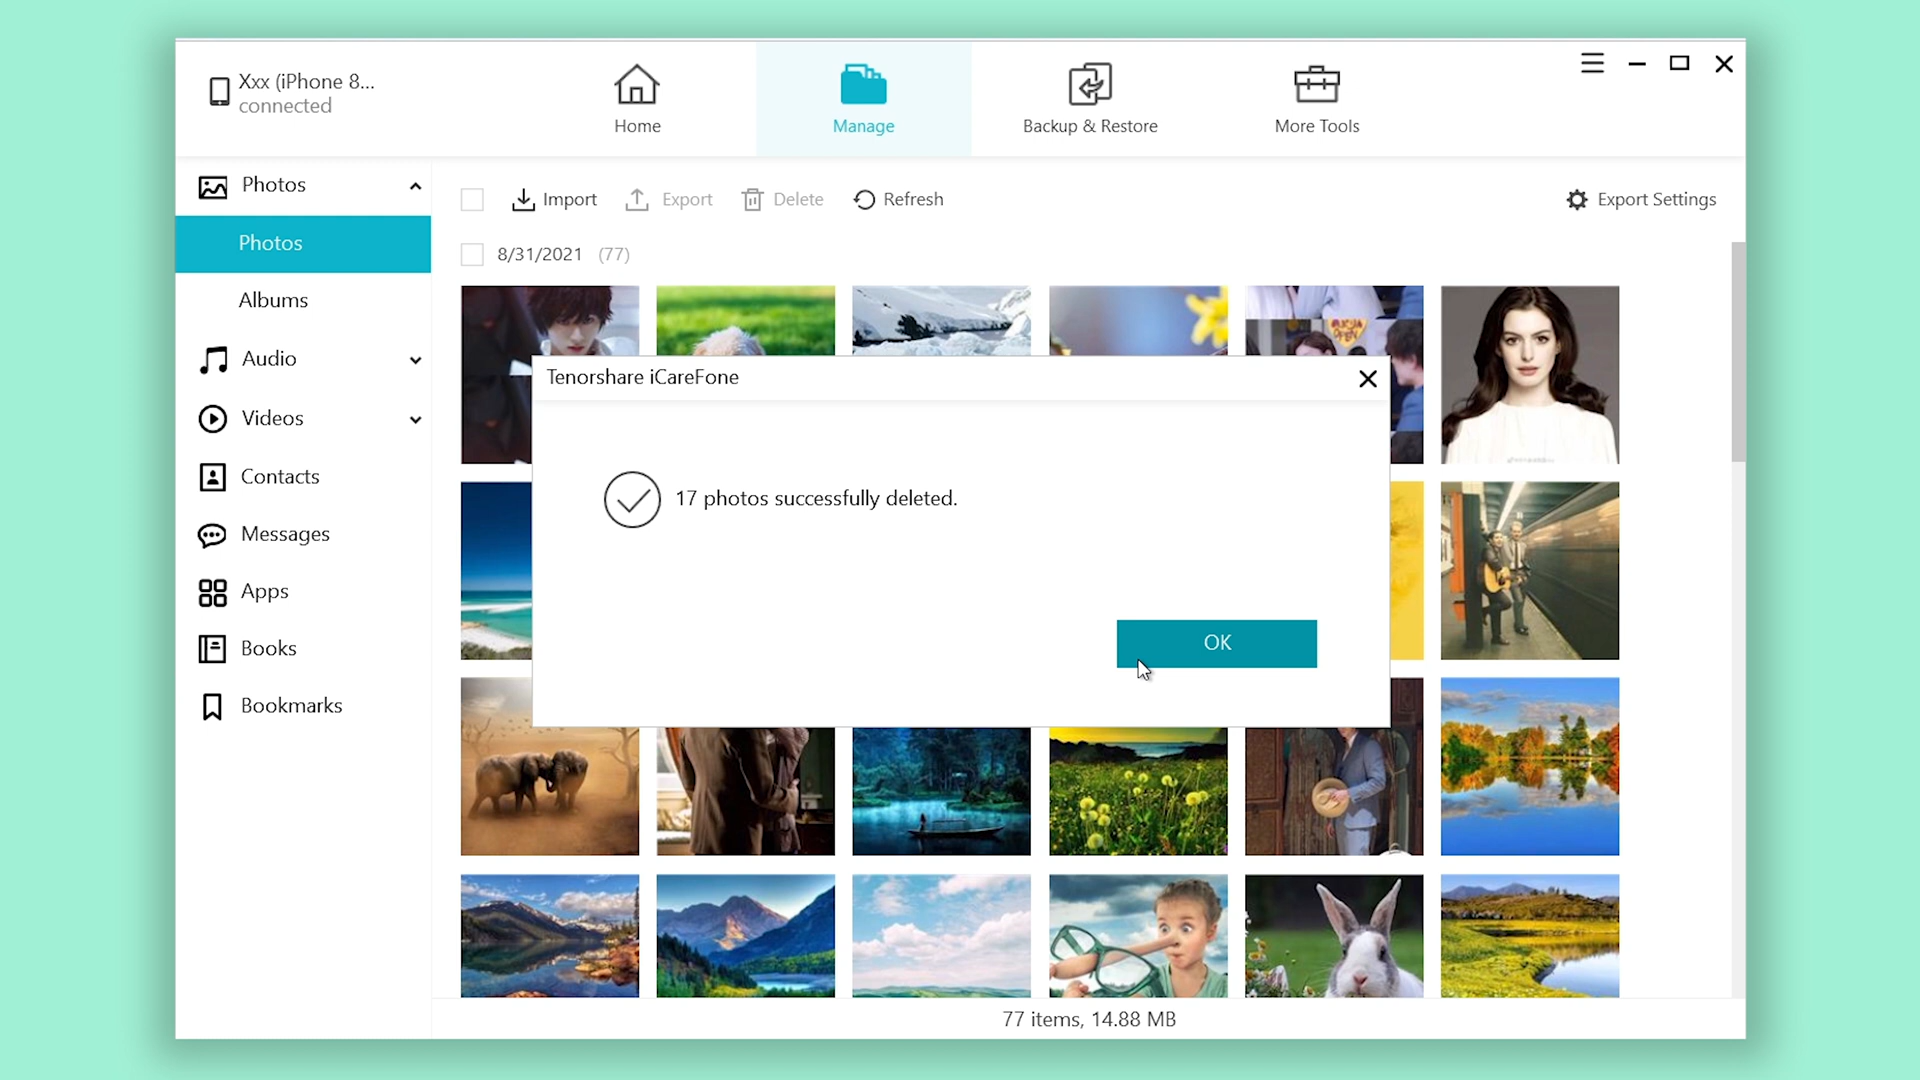 Xxx (iPhone 8...
connected
Home
Manage
Backup & Restore
More Tools
Photos
Photos
Albums
Audio
Videos
Contacts
Messages
Apps
Books
Bookmarks
Import
Export
Delete
Refresh
Export Settings
8/31/2021 (77)
OPEN
Tenorshare iCareFone
17 photos successfully deleted.
OK
77 items, 14.88 MB